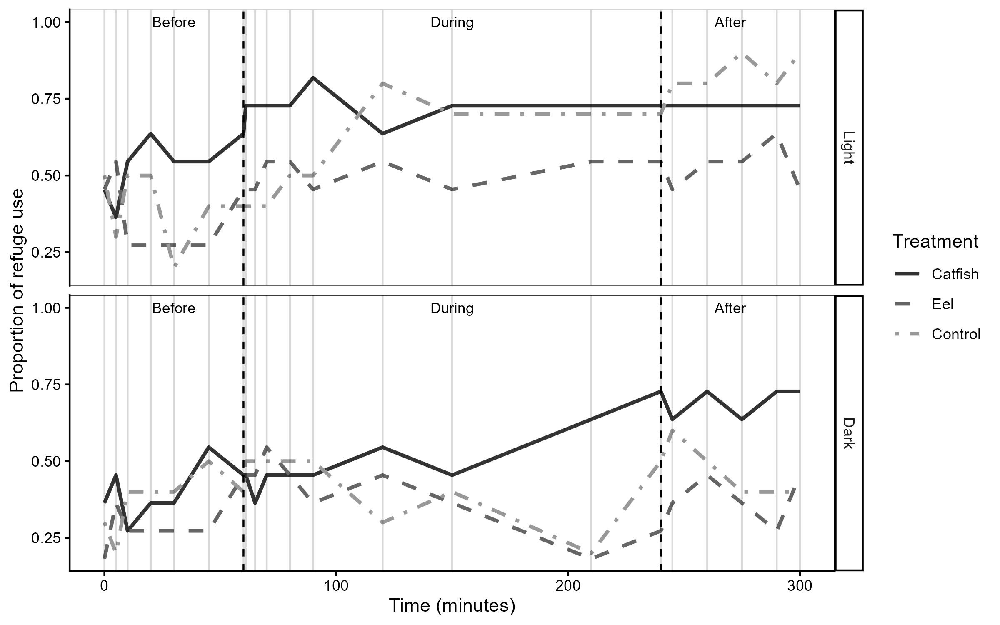 Proportion of refuge use
1.00
0.75
0.50
0.25
Before
During
After
Light
1.00
0.75
0.50
0.25
Before
During
After
Dark
0
100
200
300
Time (minutes)
Treatment
Catfish
Eel
Control